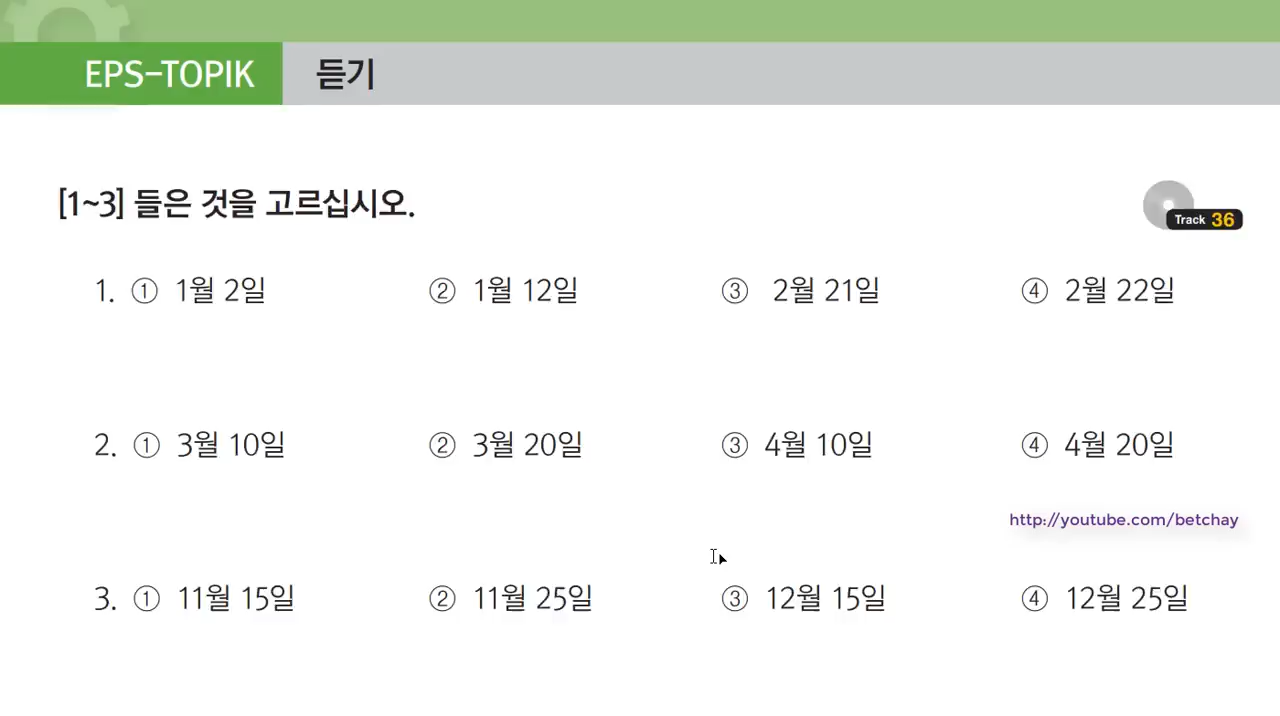 EPS-TOPIK 듣기
[1~3] 들은 것을 고르십시오.
Track 36
1. ① 1월 2일 ② 1월 12일 ③ 2월 21일 ④ 2월 22일
2. ① 3월 10일 ② 3월 20일 ③ 4월 10일 ④ 4월 20일
http://youtube.com/betchay
3. ① 11월 15일 ② 11월 25일 ③ 12월 15일 ④ 12월 25일